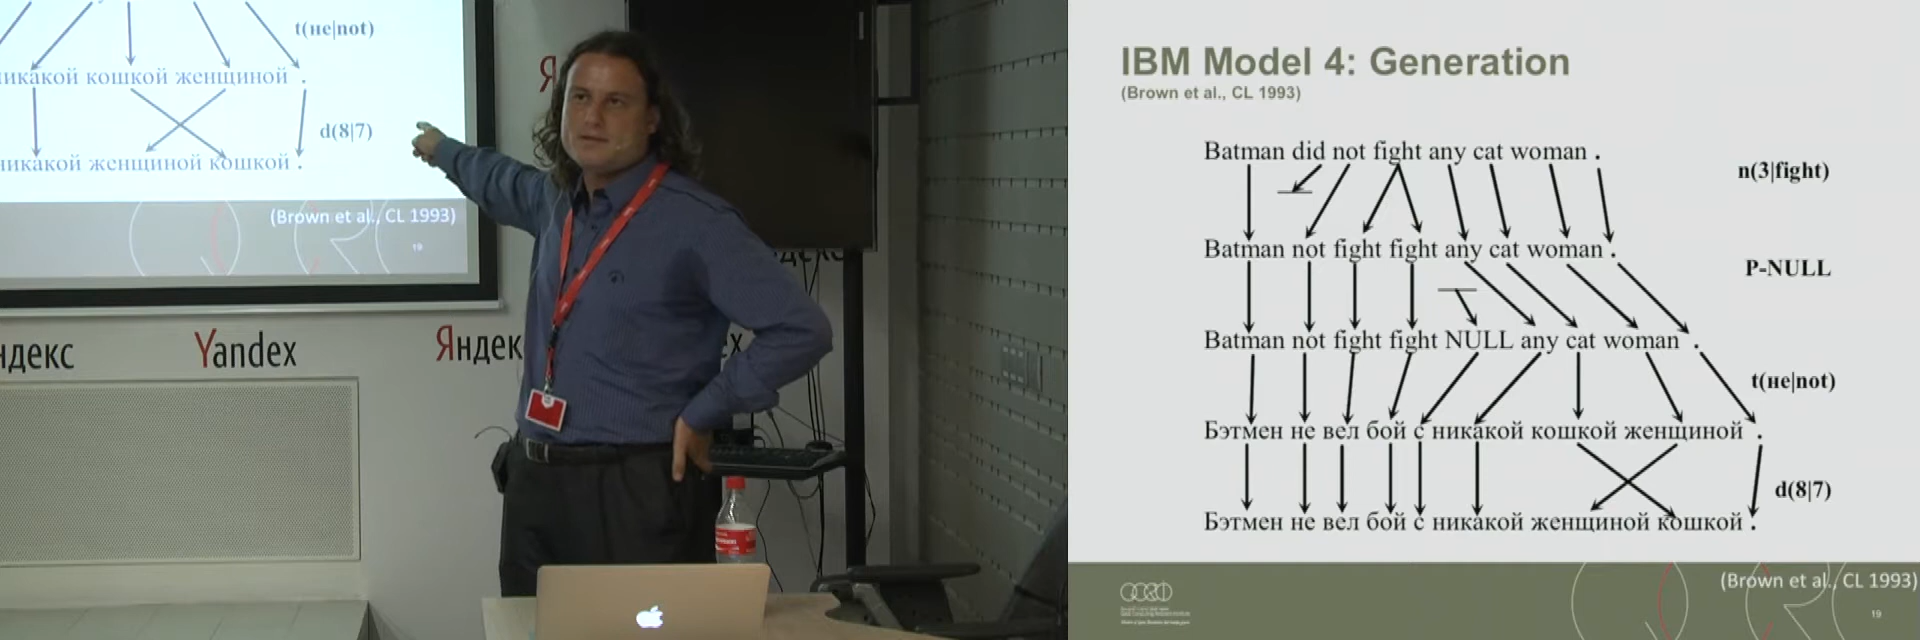 t(не|not)
никакой кошкой женщиной .
d(8|7)
никакой женщиной кошкой .
(Brown et al., CL 1993)
19
Яндекс
Yandex
Яндек
IBM Model 4: Generation
(Brown et al., CL 1993)
Batman did not fight any cat woman .
n(3|fight)
Batman not fight fight any cat woman .
P-NULL
Batman not fight fight NULL any cat woman .
t(не|not)
Бэтмен не вел бой с никакой кошкой женщиной .
d(8|7)
Бэтмен не вел бой с никакой женщиной кошкой .
(Brown et al., CL 1993)
19